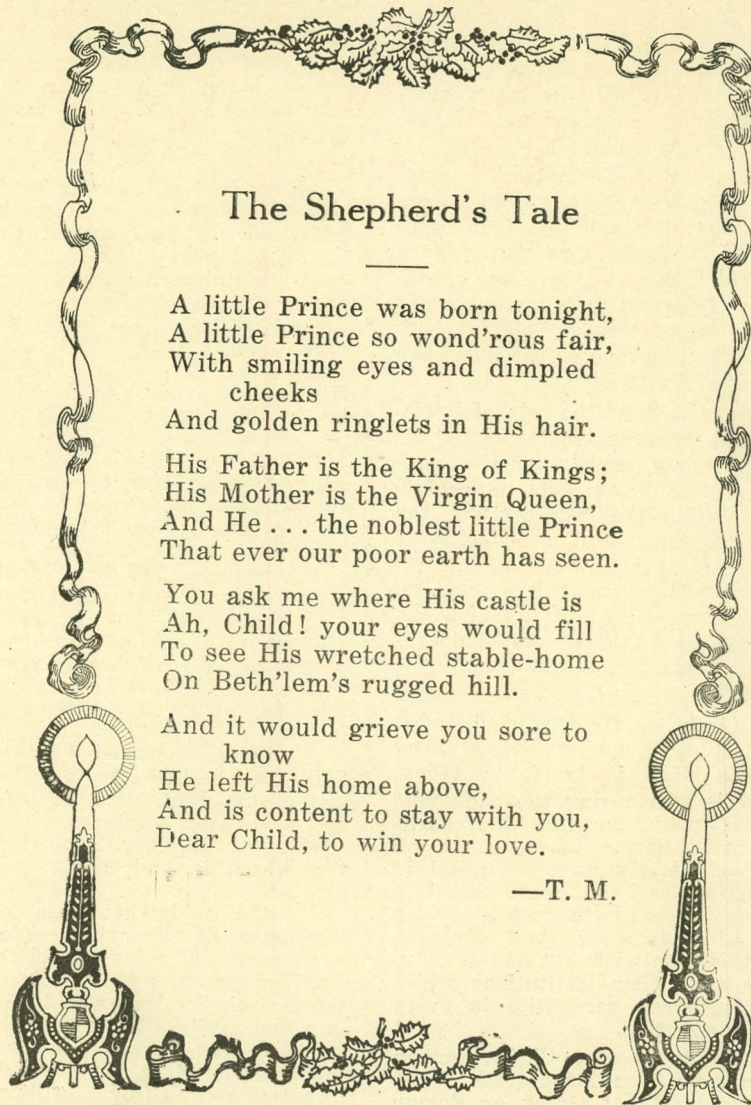 The Shepherd's Tale
A little Prince was born tonight,
A little Prince so wond'rous fair,
With smiling eyes and dimpled
cheeks
And golden ringlets in His hair.
His Father is the King of Kings;
His Mother is the Virgin Queen,
And He . . . the noblest little Prince
That ever our poor earth has seen.
You ask me where His castle is
Ah, Child! your eyes would fill
To see His wretched stable-home
On Beth'lem's rugged hill.
And it would grieve you sore to
know
He left His home above,
And is content to stay with you,
Dear Child, to win your love.
—T. M.